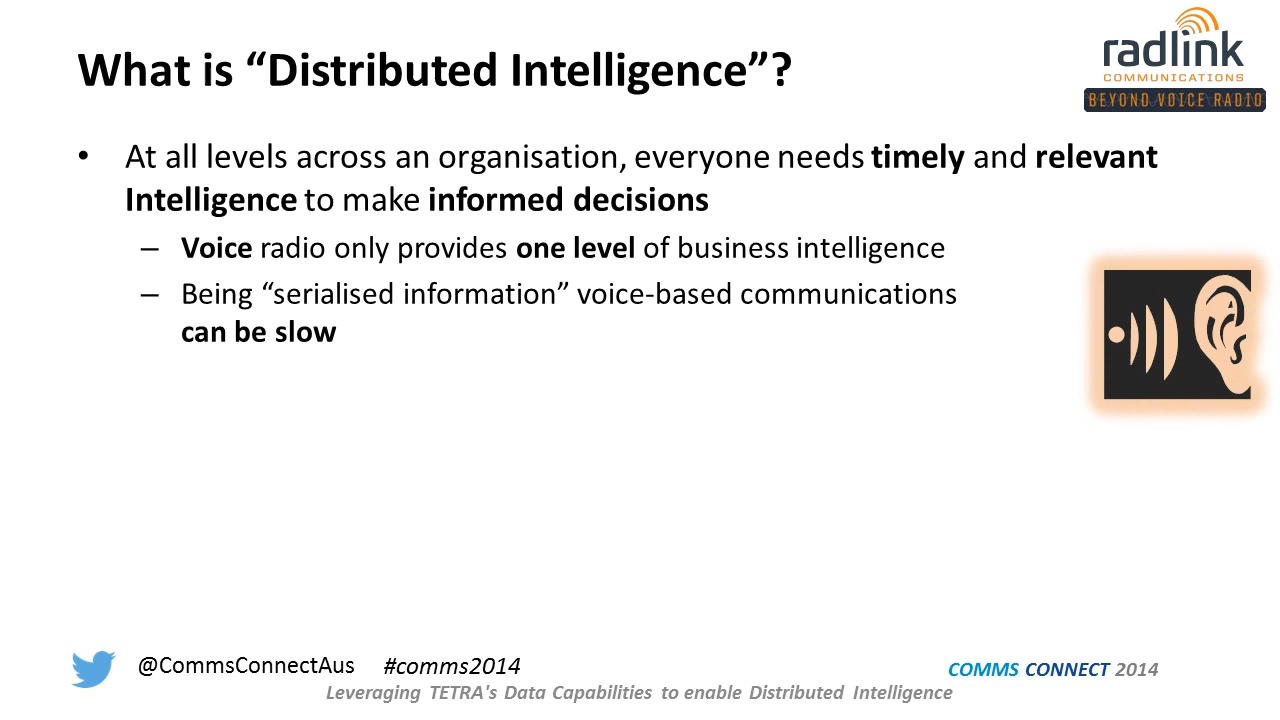 What is “Distributed Intelligence”?
radlink
COMMUNICATIONS
BEYOND VOICE RADIO
• At all levels across an organisation, everyone needs timely and relevant
Intelligence to make informed decisions
– Voice radio only provides one level of business intelligence
– Being “serialised information” voice-based communications
can be slow
@CommsConnectAus #comms2014
COMMS CONNECT 2014
Leveraging TETRA's Data Capabilities to enable Distributed Intelligence